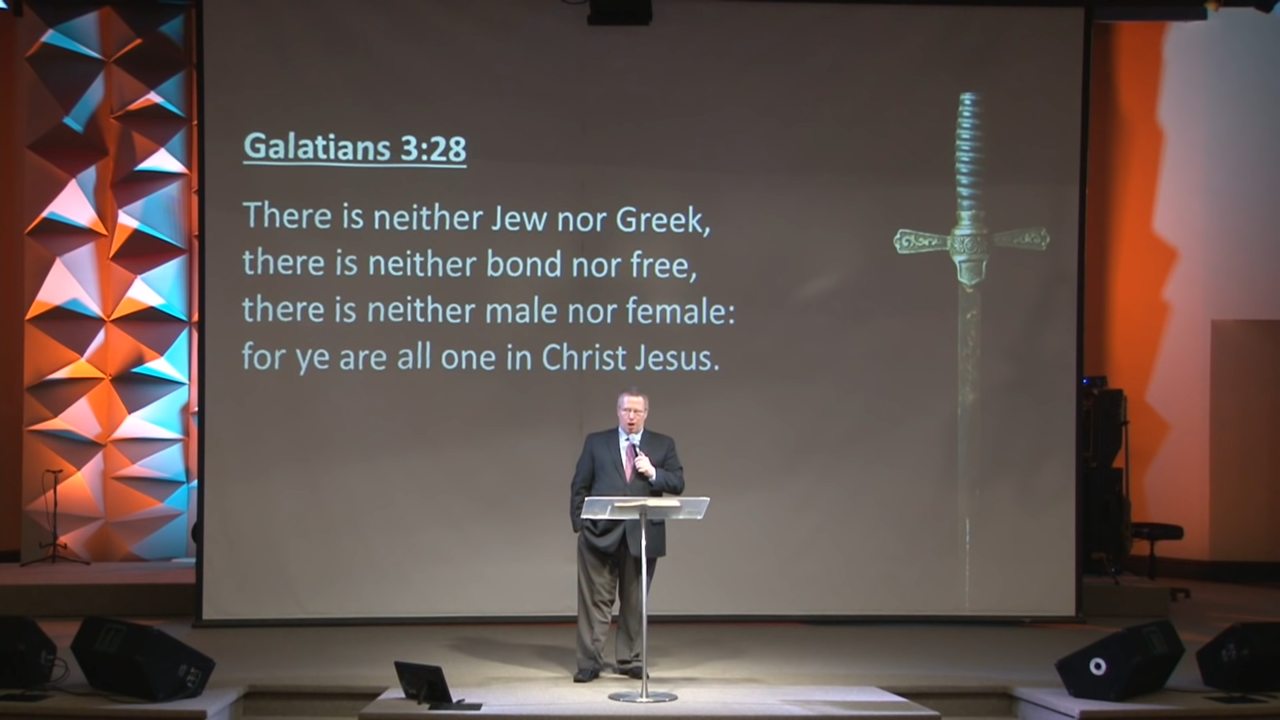 Galatians 3:28
There is neither Jew nor Greek,
there is neither bond nor free,
there is neither male nor female:
for ye are all one in Christ Jesus.